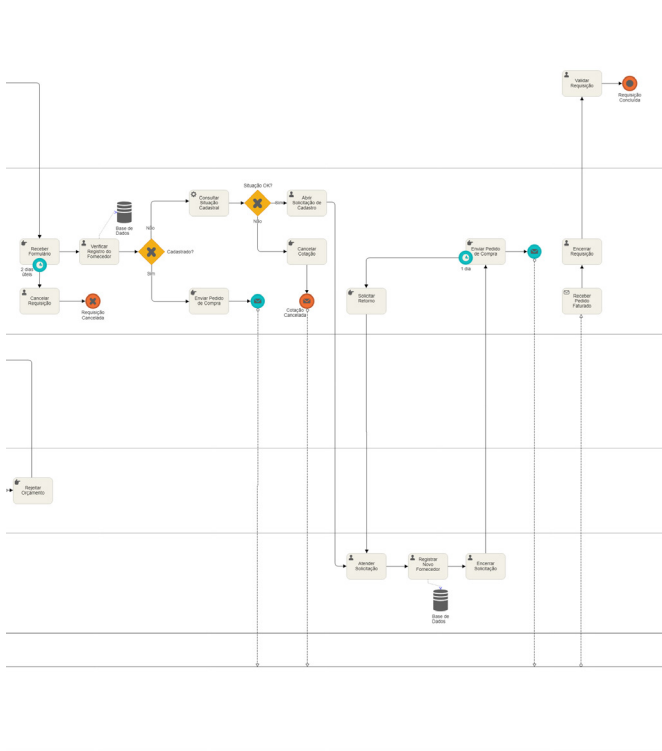 Validar
Requisição
Requisição
Concluída
Situação OK?
Consultar
Situação
Cadastral
Sim
Abrir
Solicitação de
Cadastro
Não
Não
Base de
Dados
Receber
Formulário
2 dias
úteis
Verificar
Registro do
Fornecedor
Cadastrado?
Sim
Cancelar
Cotação
Enviar Pedido
de Compra
1 dia
Encerrar
Requisição
Cancelar
Requisição
Requisição
Cancelada
Enviar Pedido
de Compra
Cotação
Cancelada
Solicitar
Retorno
Receber
Pedido
Faturado
Rejeitar
Orçamento
Atender
Solicitação
Registrar
Novo
Fornecedor
Encerrar
Solicitação
Base de
Dados